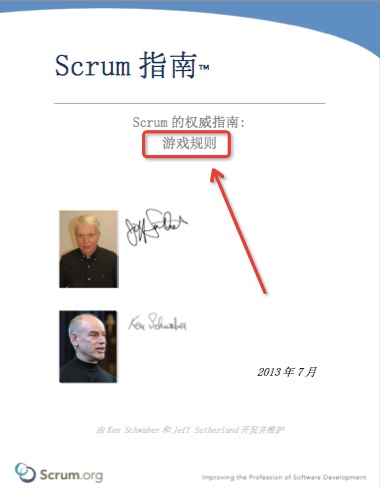 Scrum 指南™
Scrum 的权威指南:
游戏规则
Jeff Sutherland
Ken Schwaber
2013 年 7 月
由 Ken Schwaber 和 Jeff Sutherland 开发并维护
Scrum.org
Improving the Profession of Software Development